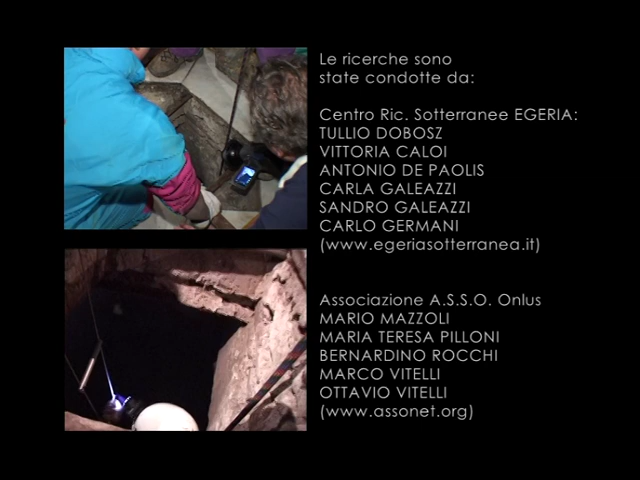 Le ricerche sono
state condotte da:
Centro Ric. Sotterranee EGERIA:
TULLIO DOBOSZ
VITTORIA CALOI
ANTONIO DE PAOLIS
CARLA GALEAZZI
SANDRO GALEAZZI
CARLO GERMANI
(www.egeriasotterranea.it)
Associazione A.S.S.O. Onlus
MARIO MAZZOLI
MARIA TERESA PILLONI
BERNARDINO ROCCHI
MARCO VITELLI
OTTAVIO VITELLI
(www.assonet.org)